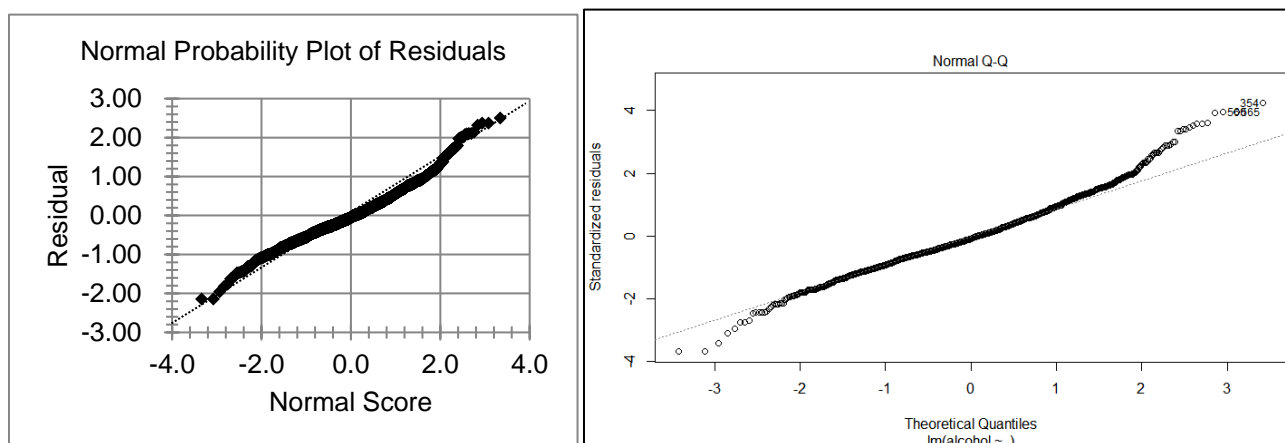 Normal Probability Plot of Residuals
3.00
2.00
1.00
0.00
-1.00
-2.00
-3.00
Residual
-4.0 -2.0 0.0 2.0 4.0
Normal Score
Normal Q-Q
4
2
0
-2
-4
Standardized residuals
354
-3 -2 -1 0 1 2 3
Theoretical Quantiles
lm(alcohol ~ .)